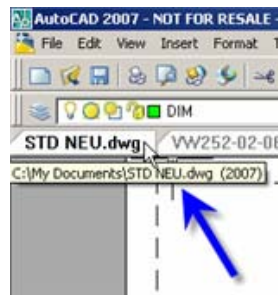 AutoCAD 2007 - NOT FOR RESALE -
File Edit View Insert Format
DIM
STD NEU.dwg VW252-02-08
C:\My Documents\STD NEU.dwg (2007)